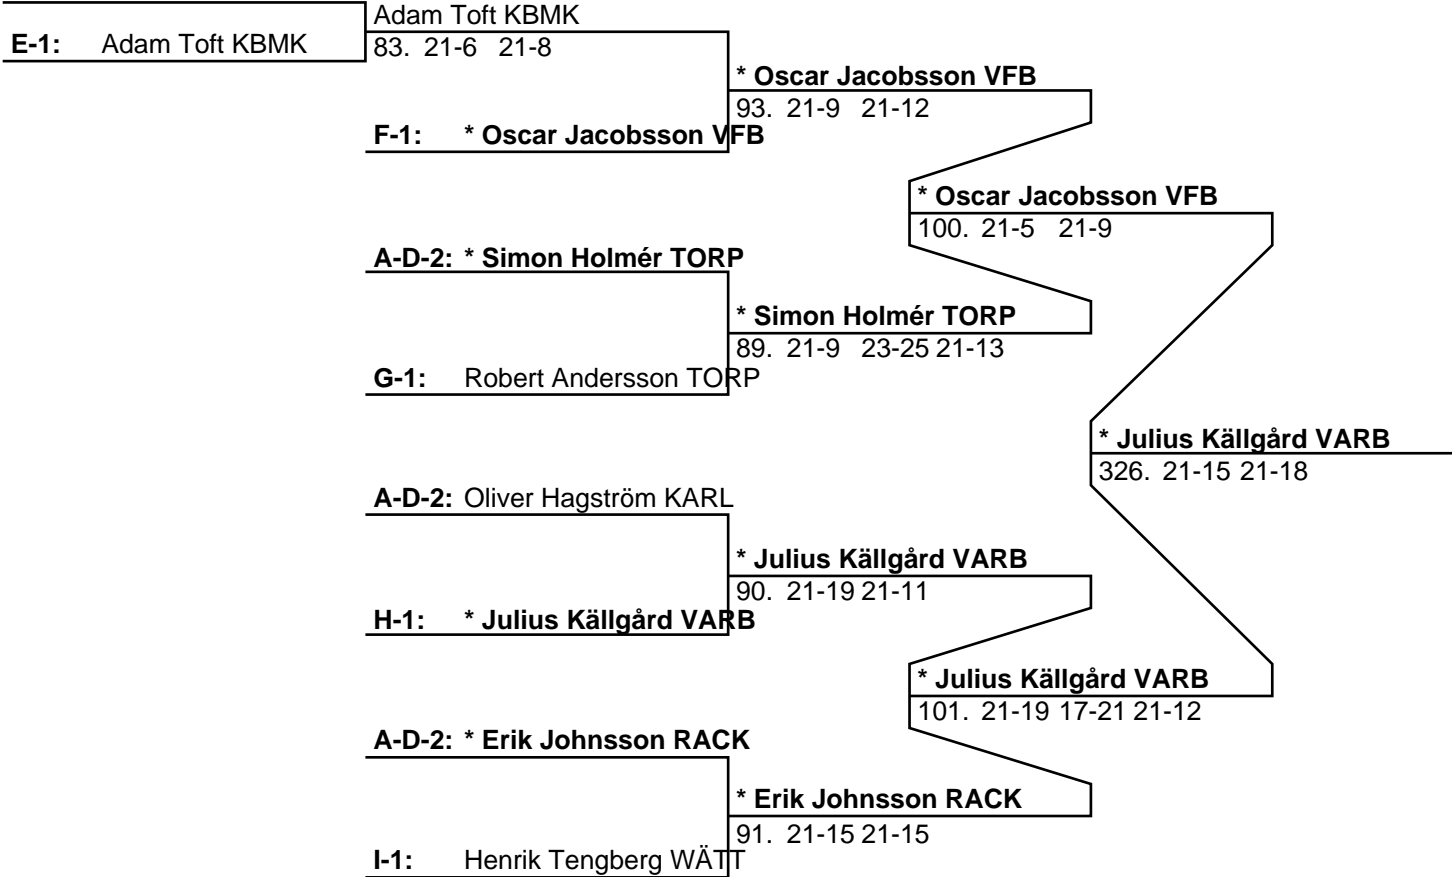 Adam Toft KBMK
E-1: Adam Toft KBMK
83. 21-6 21-8
* Oscar Jacobsson VFB
93. 21-9 21-12
F-1: * Oscar Jacobsson VFB
* Oscar Jacobsson VFB
100. 21-5 21-9
A-D-2: * Simon Holmér TORP
* Simon Holmér TORP
89. 21-9 23-25 21-13
G-1: Robert Andersson TORP
* Julius Källgård VARB
326. 21-15 21-18
A-D-2: Oliver Hagström KARL
* Julius Källgård VARB
90. 21-19 21-11
H-1: * Julius Källgård VARB
* Julius Källgård VARB
101. 21-19 17-21 21-12
A-D-2: * Erik Johnsson RACK
* Erik Johnsson RACK
91. 21-15 21-15
I-1: Henrik Tengberg WÄTT